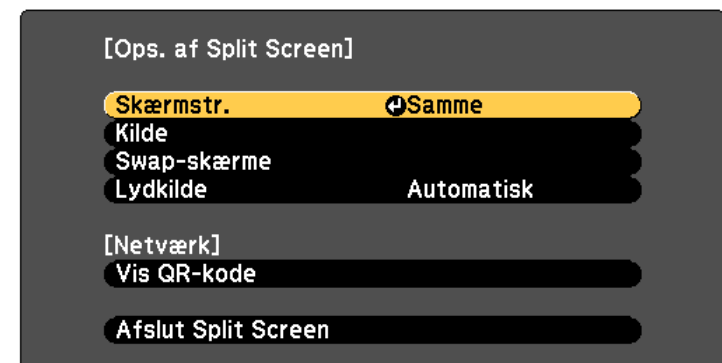 [Ops. af Split Screen]
Skærmstr. Samme
Kilde
Swap-skærme
Lydkilde Automatisk
[Netværk]
Vis QR-kode
Afslut Split Screen